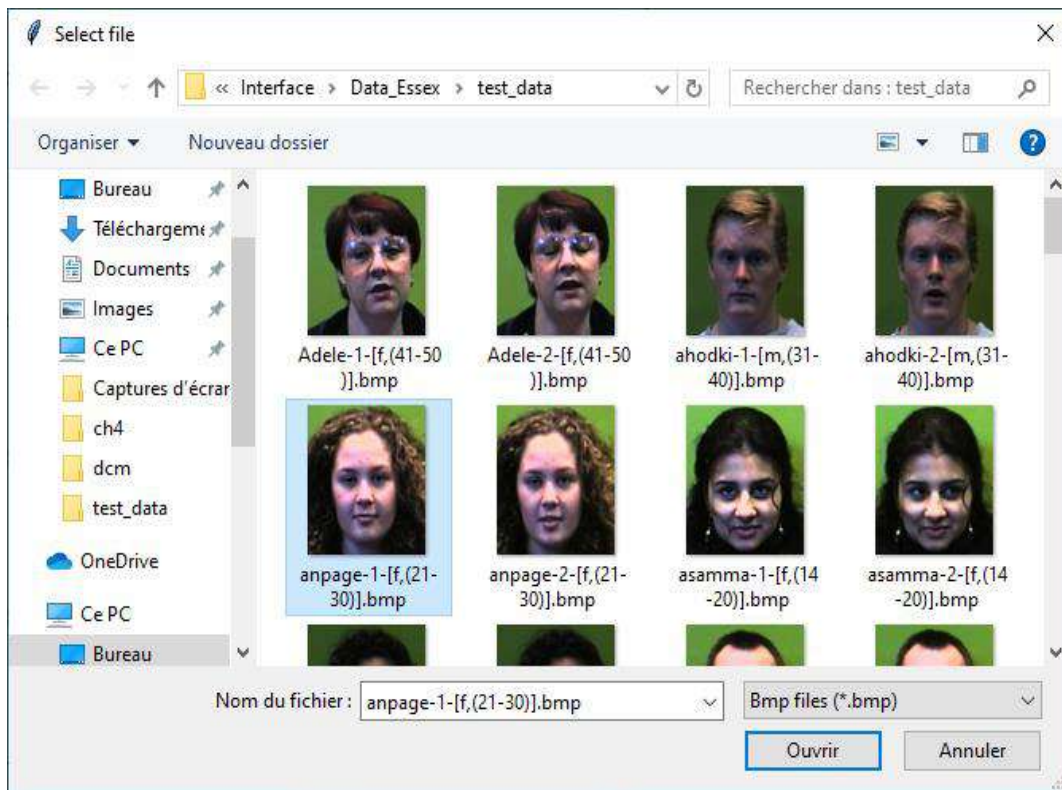 Select file
« Interface > Data_Essex > test_data
Rechercher dans : test_data
Organiser
Nouveau dossier
Bureau
Téléchargeme
Documents
Images
Ce PC
Captures d'écrar
ch4
dcm
test_data
OneDrive
Ce PC
Bureau
Adele-1-[f,(41-50
)].bmp
Adele-2-[f,(41-50
)].bmp
ahodki-1-[m,(31-
40)].bmp
ahodki-2-[m,(31-
40)].bmp
anpage-1-[f,(21-
30)].bmp
anpage-2-[f,(21-
30)].bmp
asamma-1-[f,(14
-20)].bmp
asamma-2-[f,(14
-20)].bmp
Nom du fichier :
anpage-1-[f,(21-30)].bmp
Bmp files (*.bmp)
Ouvrir
Annuler